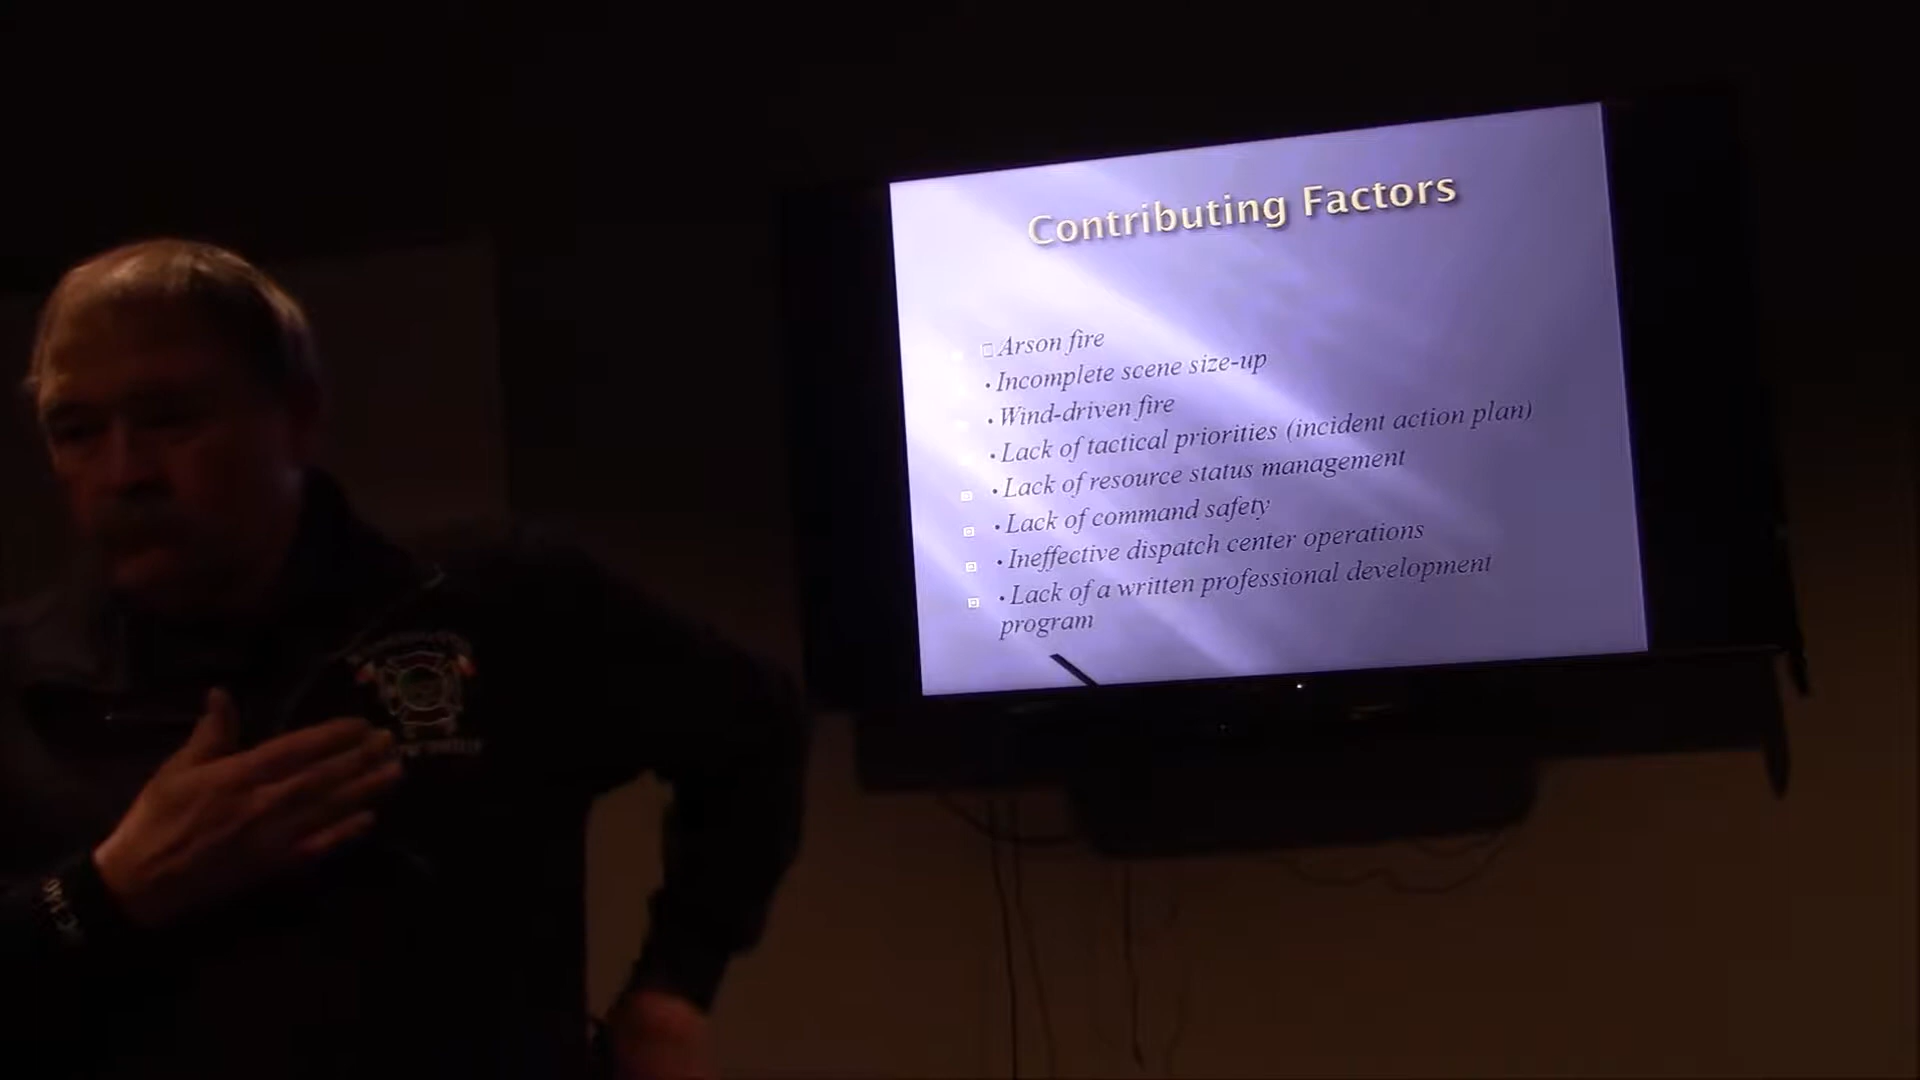 Contributing Factors
Arson fire
• Incomplete scene size-up
• Wind-driven fire
• Lack of tactical priorities (incident action plan)
• Lack of resource status management
• Lack of command safety
• Ineffective dispatch center operations
• Lack of a written professional development
program